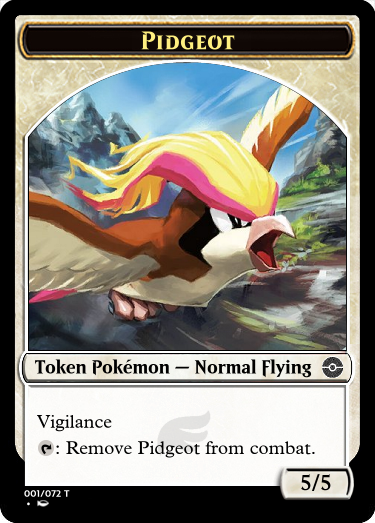 Pidgeot
Token Pokémon — Normal Flying
Vigilance
: Remove Pidgeot from combat.
5/5
001/072 T